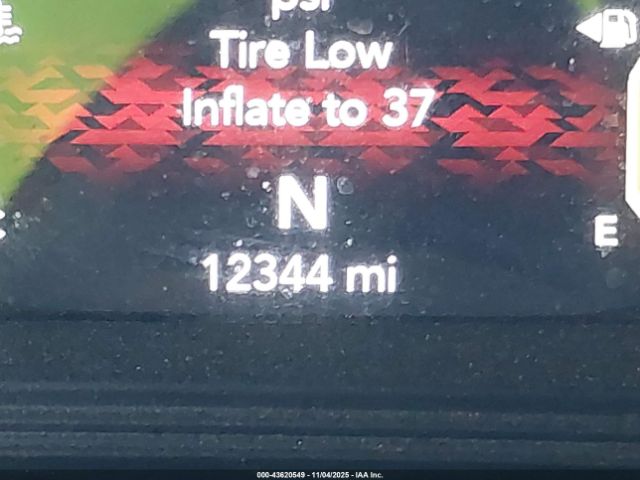 psi
Tire Low
Inflate to 37
N
E
12344 mi
000-43620549 - 11/04/2025 - IAA Inc.